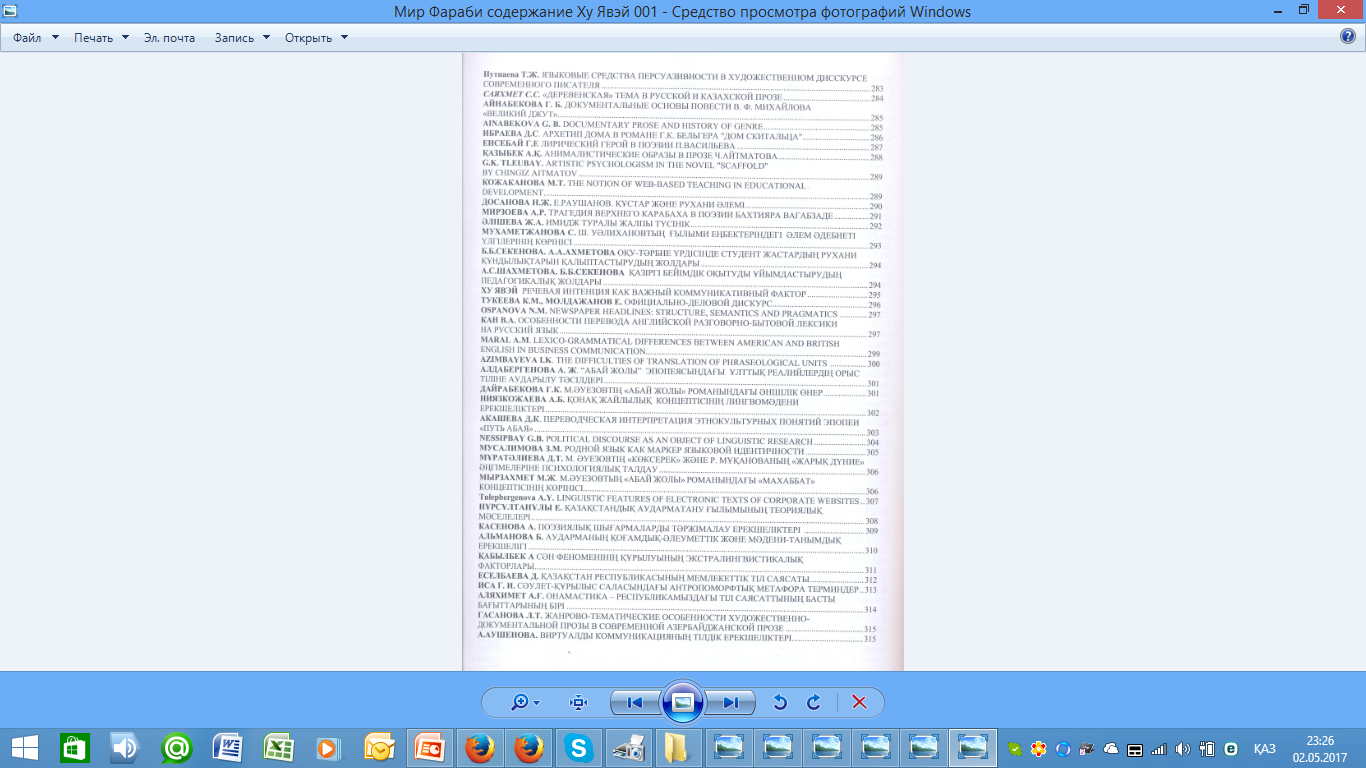 Мир Фараби содержание Ху Явэй 001 - Средство просмотра фотографий Windows
Файл Печать Эл. почта Запись Открыть
Нутваева Т.Ж. ЯЗЫКОВЫЕ СРЕДСТВА ПЕРСУАЗИВНОСТИ В ХУДОЖЕСТВЕННОМ ДИССКУРСЕ
СОВРЕМЕННОГО ПИСАТЕЛЯ 283
САЯХМЕТ С.С. «ДЕРЕВЕНСКАЯ» ТЕМА В РУССКОЙ И КАЗАХСКОЙ ПРОЗЕ 284
АЙНАБЕКОВА Г. Б. ДОКУМЕНТАЛЬНЫЕ ОСНОВЫ ПОВЕСТИ В. Ф. МИХАЙЛОВА
«ВЕЛИКИЙ ДЖУТ» 285
AINABEKOVA G. B. DOCUMENTARY PROSE AND HISTORY OF GENRE 285
ИБРАЕВА Д.С. АРХЕТИП ДОМА В РОМАНЕ Г.К. БЕЛЬГЕРА "ДОМ СКИТАЛЬЦА" 286
ЕНСЕБАЙ Г.Е ЛИРИЧЕСКИЙ ГЕРОЙ В ПОЭЗИИ П.ВАСИЛЬЕВА 287
ҚАЗЫБЕК А.Қ. АНИМАЛИСТИЧЕСКИЕ ОБРАЗЫ В ПРОЗЕ Ч.АЙТМАТОВА 288
G.K. TLEUBAY. ARTISTIC PSYCHOLOGISM IN THE NOVEL "SCAFFOLD"
BY CHINGIZ AITMATOV 289
КОЖАКАНОВА М.Т. THE NOTION OF WEB-BASED TEACHING IN EDUCATIONAL
DEVELOPMENT 289
ДОСАНОВА Н.Ж. Е.РАУШАНОВ. ҚҰСТАР ЖӘНЕ РУХАНИ ӘЛЕМІ 290
МИРЗОЕВА А.Р. ТРАГЕДИЯ ВЕРХНЕГО КАРАБАХА В ПОЭЗИИ БАХТИЯРА ВАГАБЗАДЕ 291
ӘЛІШЕВА Ж.А. ИМИДЖ ТУРАЛЫ ЖАЛПЫ ТҮСІНІК 292
МУХАМЕТЖАНОВА С. Ш. УӘЛИХАНОВТЫҢ ҒЫЛЫМИ ЕҢБЕКТЕРІНДЕГІ ӘЛЕМ ӘДЕБИЕТІ
ҮЛГІЛЕРІНІҢ КӨРІНІСІ 293
Б.Б.СЕКЕНОВА. А.А.АХМЕТОВА ОҚУ-ТӘРБИЕ ҮРДІСІНДЕ СТУДЕНТ ЖАСТАРДЫҢ РУХАНИ
ҚҰНДЫЛЫҚТАРЫН ҚАЛЫПТАСТЫРУДЫҢ ЖОЛДАРЫ 294
А.С.ШАХМЕТОВА. Б.Б.СЕКЕНОВА ҚАЗІРГІ БЕЙІМДІК ОҚЫТУДЫ ҰЙЫМДАСТЫРУДЫҢ
ПЕДАГОГИКАЛЫҚ ЖОЛДАРЫ 294
ХУ ЯВЭЙ РЕЧЕВАЯ ИНТЕНЦИЯ КАК ВАЖНЫЙ КОММУНИКАТИВНЫЙ ФАКТОР 295
ТУКЕЕВА К.М., МОЛДАЖАНОВ Е. ОФИЦИАЛЬНО-ДЕЛОВОЙ ДИСКУРС 296
OSPANOVA N.M. NEWSPAPER HEADLINES: STRUCTURE, SEMANTICS AND PRAGMATICS 297
КАН В.А. ОСОБЕННОСТИ ПЕРЕВОДА АНГЛИЙСКОЙ РАЗГОВОРНО-БЫТОВОЙ ЛЕКСИКИ
НА РУССКИЙ ЯЗЫК 297
MARAL A.M. LEXICO-GRAMMATICAL DIFFERENCES BETWEEN AMERICAN AND BRITISH
ENGLISH IN BUSINESS COMMUNICATION 299
AZIMBAYEVA I.K. THE DIFFICULTIES OF TRANSLATION OF PHRASEOLOGICAL UNITS 300
АЛДАБЕРГЕНОВА А. Ж. "АБАЙ ЖОЛЫ" ЭПОПЕЯСЫНДАҒЫ ҰЛТТЫҚ РЕАЛИЙЛЕРДІҢ ОРЫС
ТІЛІНЕ АУДАРЫЛУ ТӘСІЛДЕРІ 301
ДАЙРАБЕКОВА Г.К. М.ӘУЕЗОВТІҢ «АБАЙ ЖОЛЫ» РОМАНЫНДАҒЫ ӘНШІЛІК ӨНЕР 301
НИЯЗКОЖАЕВА А.Б. ҚОНАҚ ЖАЙЛЫЛЫҚ КОНЦЕПТІСІНІҢ ЛИНГВОМӘДЕНИ
ЕРЕКШЕЛІКТЕРІ 302
АКАШЕВА Д.К. ПЕРЕВОДЧЕСКАЯ ИНТЕРПРЕТАЦИЯ ЭТНОКУЛЬТУРНЫХ ПОНЯТИЙ ЭПОПЕИ
«ПУТЬ АБАЯ» 303
NESSIPBAY G.B. POLITICAL DISCOURSE AS AN OBJECT OF LINGUISTIC RESEARCH 304
МУСАЛИМОВА З.М. РОДНОЙ ЯЗЫК КАК МАРКЕР ЯЗЫКОВОЙ ИДЕНТИЧНОСТИ 305
МҰРАТӘЛИЕВА Д.Т. М. ӘУЕЗОВТІҢ «КӨКСЕРЕК» ЖӘНЕ Р. МҰҚАНОВАНЫҢ «ЖАРЫҚ ДҮНИЕ»
ӘҢГІМЕЛЕРІНЕ ПСИХОЛОГИЯЛЫҚ ТАЛДАУ 306
МЫРЗАХМЕТ М.Ж. М.ӘУЕЗОВТЫҢ «АБАЙ ЖОЛЫ» РОМАНЫНДАҒЫ «МАХАББАТ»
КОНЦЕПТІСІНІҢ КӨРІНІСІ 306
Tulepbergenova A.Y. LINGUISTIC FEATURES OF ELECTRONIC TEXTS OF CORPORATE WEBSITES 307
НҰРСҰЛТАНҰЛЫ Е. ҚАЗАҚСТАНДЫҚ АУДАРМАТАНУ ҒЫЛЫМЫНЫҢ ТЕОРИЯЛЫҚ
МӘСЕЛЕЛЕРІ 308
КАСЕНОВА А. ПОЭЗИЯЛЫҚ ШЫҒАРМАЛАРДЫ ТӘРЖІМАЛАУ ЕРЕКШЕЛІКТЕРІ 309
АЛЬМАНОВА Б. АУДАРМАНЫҢ ҚОҒАМДЫҚ-ӘЛЕУМЕТТІК ЖӘНЕ МӘДЕНИ-ТАНЫМДЫҚ
ЕРЕКШЕЛІГІ 310
ҚАБЫЛБЕК А СӘН ФЕНОМЕНІНІҢ ҚҰРЫЛУЫНЫҢ ЭКСТРАЛИНГВИСТИКАЛЫҚ
ФАКТОРЛАРЫ 311
ЕСЕЛБАЕВА Д. ҚАЗАҚСТАН РЕСПУБЛИКАСЫНЫҢ МЕМЛЕКЕТТІК ТІЛ САЯСАТЫ 312
ИСА Г. И. СӘУЛЕТ-ҚҰРЫЛЫС САЛАСЫНДАҒЫ АНТРОПОМОРФТЫҚ МЕТАФОРА ТЕРМИНДЕР 313
АЛЯХИМЕТ А.Ғ. ОНАМАСТИКА – РЕСПУБЛИКАМЫЗДАҒЫ ТІЛ САЯСАТТЫНЫҢ БАСТЫ
БАҒЫТТАРЫНЫҢ БІРІ 314
ГАСАНОВА Л.Т. ЖАНРОВО-ТЕМАТИЧЕСКИЕ ОСОБЕННОСТИ ХУДОЖЕСТВЕННО-
ДОКУМЕНТАЛЬНОЙ ПРОЗЫ В СОВРЕМЕННОЙ АЗЕРБАЙДЖАНСКОЙ ПРОЗЕ 315
А.АУШЕНОВА. ВИРТУАЛДЫ КОММУНИКАЦИЯНЫҢ ТІЛДІК ЕРЕКШЕЛІКТЕРІ 315
ҚАЗ
23:26
02.05.2017